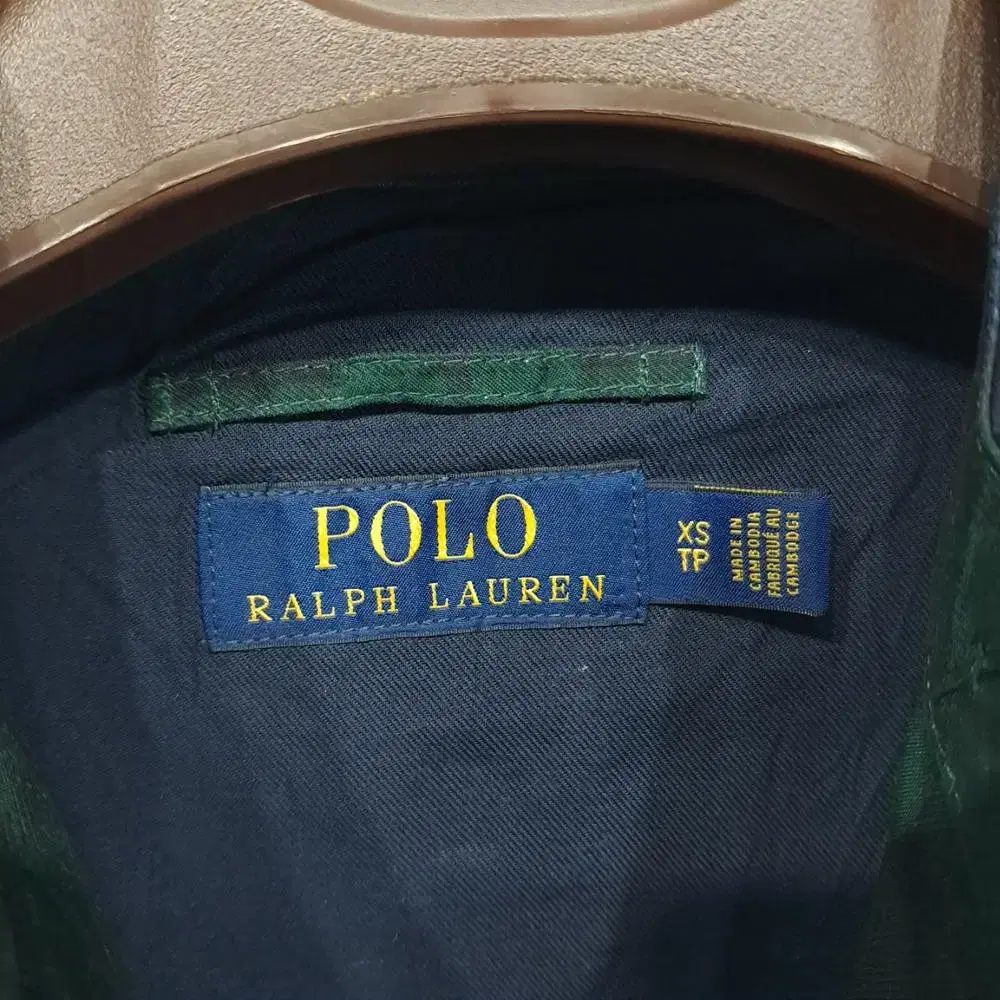 POLO
RALPH LAUREN
XS
TP
MADE IN
CAMBODIA
FABRIQUÉ AU
CAMBODGE